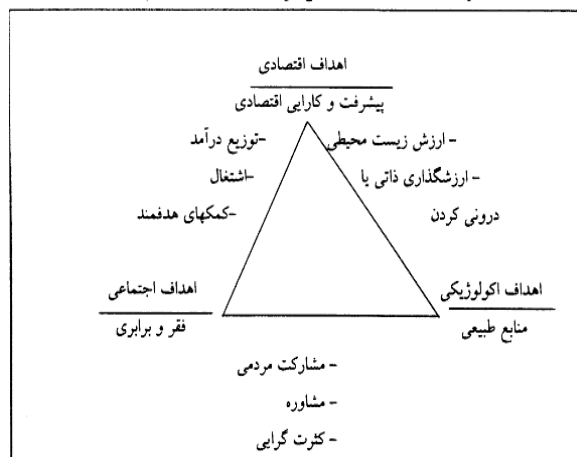 اهداف اقتصادی
پیشرفت و کارایی اقتصادی
-توزیع درآمد
-اشتغال
-کمکهای هدفمند
- ارزش زیست محیطی
- ارزشگذاری ذاتی یا
درونی کردن
اهداف اجتماعی
فقر و برابری
اهداف اکولوژیکی
منابع طبیعی
- مشارکت مردمی
- مشاوره
- کثرت گرایی